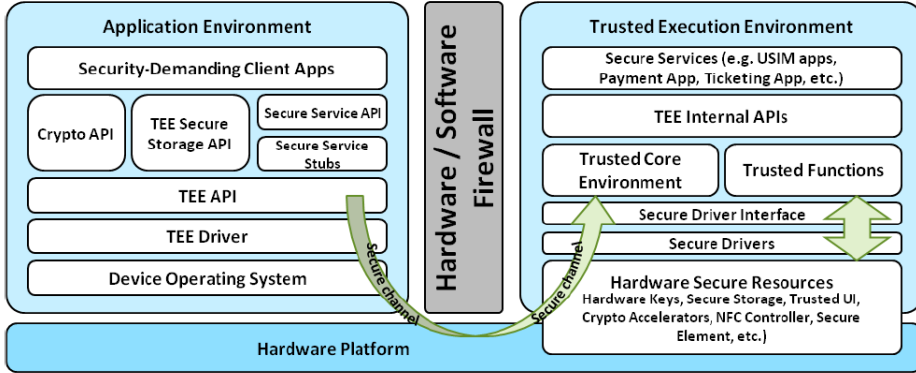 Application Environment
Security-Demanding Client Apps
Crypto API
TEE Secure
Storage API
Secure Service API
Secure Service
Stubs
TEE API
TEE Driver
Device Operating System
Secure channel
Hardware / Software
Firewall
Trusted Execution Environment
Secure Services (e.g. USIM apps,
Payment App, Ticketing App, etc.)
TEE Internal APIs
Trusted Core
Environment
Trusted Functions
Secure Driver Interface
Secure Drivers
Secure channel
Hardware Secure Resources
Hardware Keys, Secure Storage, Trusted UI,
Crypto Accelerators, NFC Controller, Secure
Element, etc.)
Hardware Platform